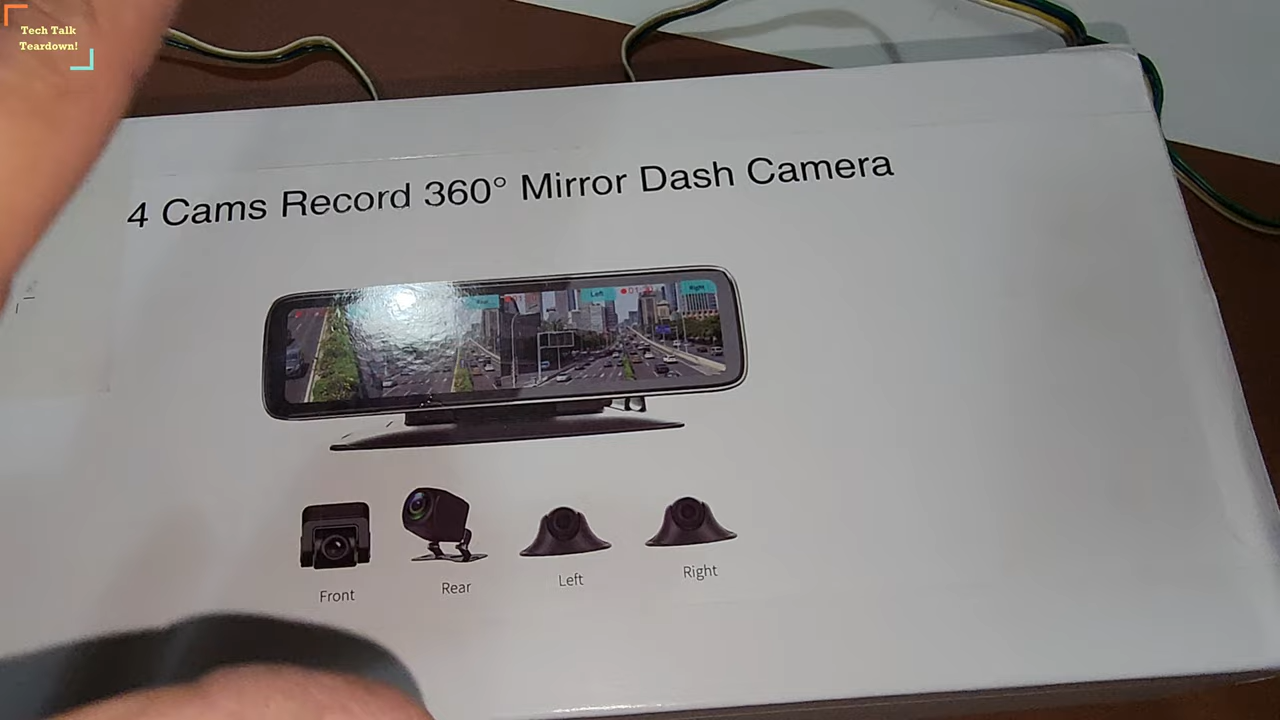 Tech Talk
Teardown!
4 Cams Record 360° Mirror Dash Camera
Rear
Left
Right
Front
Rear
Left
Right